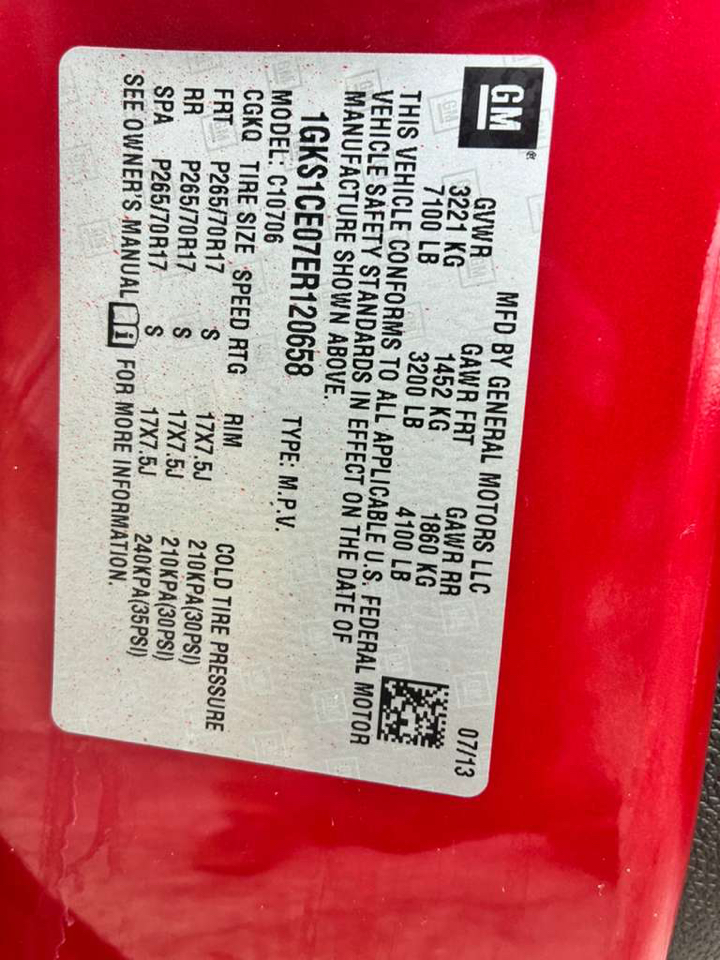 GM®
MFD BY GENERAL MOTORS LLC 07/13
GVWR GAWR FRT GAWR RR
3221 KG 1452 KG 1860 KG
7100 LB 3200 LB 4100 LB
THIS VEHICLE CONFORMS TO ALL APPLICABLE U.S. FEDERAL MOTOR
VEHICLE SAFETY STANDARDS IN EFFECT ON THE DATE OF
MANUFACTURE SHOWN ABOVE.
1GKS1CE07ER120658 TYPE: M.P.V.
MODEL: C10706
CGKQ TIRE SIZE SPEED RTG RIM COLD TIRE PRESSURE
FRT P265/70R17 S 17X7.5J 210KPA(30PSI)
RR P265/70R17 S 17X7.5J 210KPA(30PSI)
SPA P265/70R17 S 17X7.5J 240KPA(35PSI)
SEE OWNER'S MANUAL FOR MORE INFORMATION.